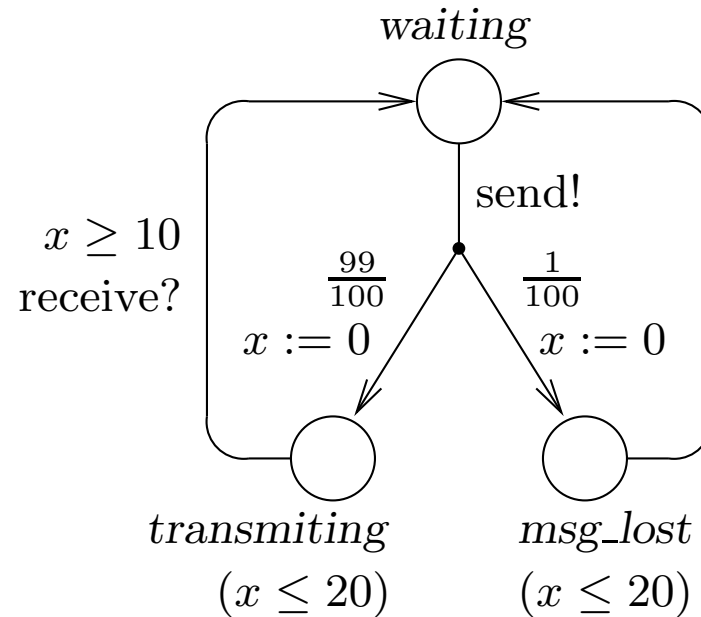 waiting
send!
x ≥ 10
receive?
99/100
1/100
x := 0
x := 0
transmiting
msg_lost
(x ≤ 20)
(x ≤ 20)